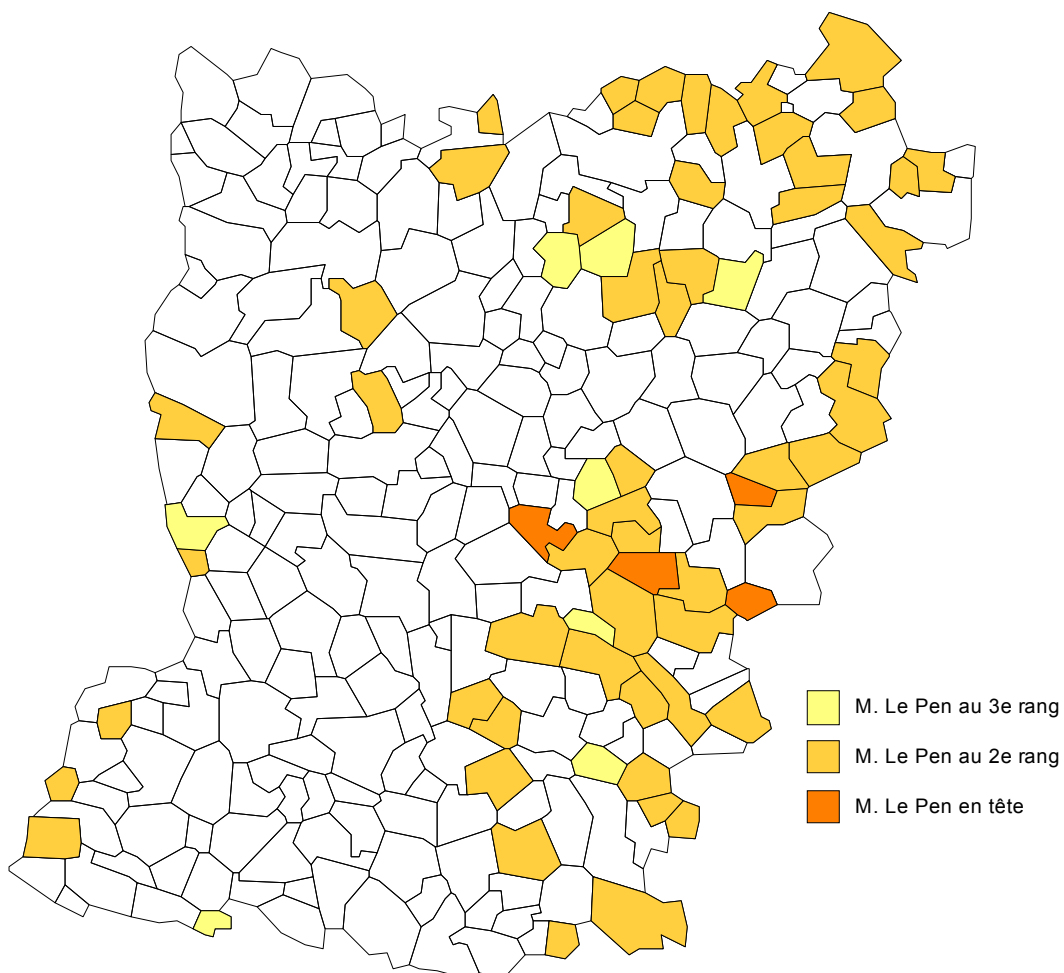 M. Le Pen au 3e rang
M. Le Pen au 2e rang
M. Le Pen en tête